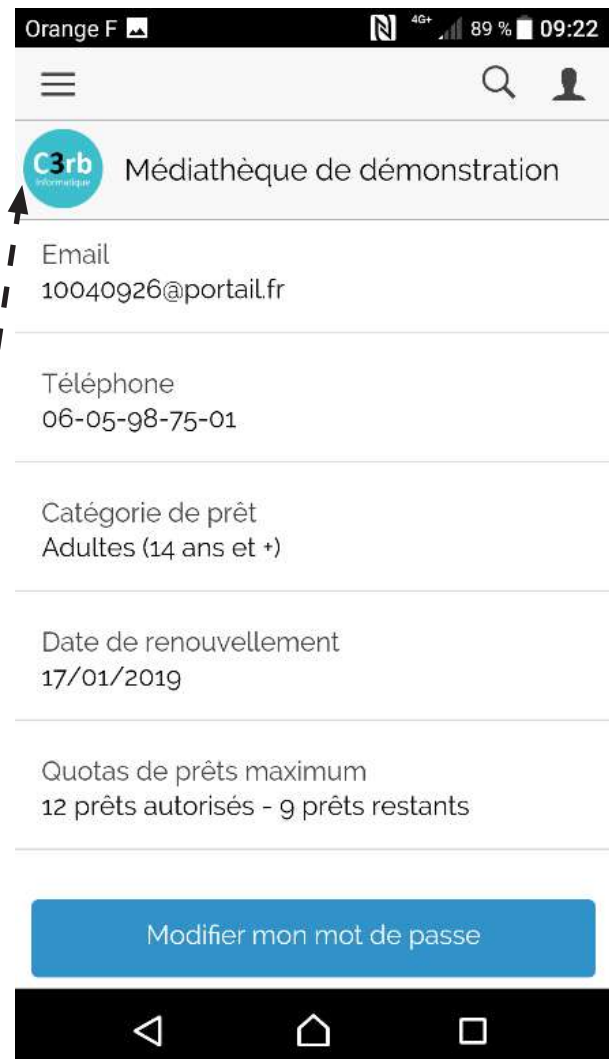 Orange F
4G+ 89 % 09:22
C3rb
informatique
Médiathèque de démonstration
Email
10040926@portail.fr
Téléphone
06-05-98-75-01
Catégorie de prêt
Adultes (14 ans et +)
Date de renouvellement
17/01/2019
Quotas de prêts maximum
12 prêts autorisés - 9 prêts restants
Modifier mon mot de passe